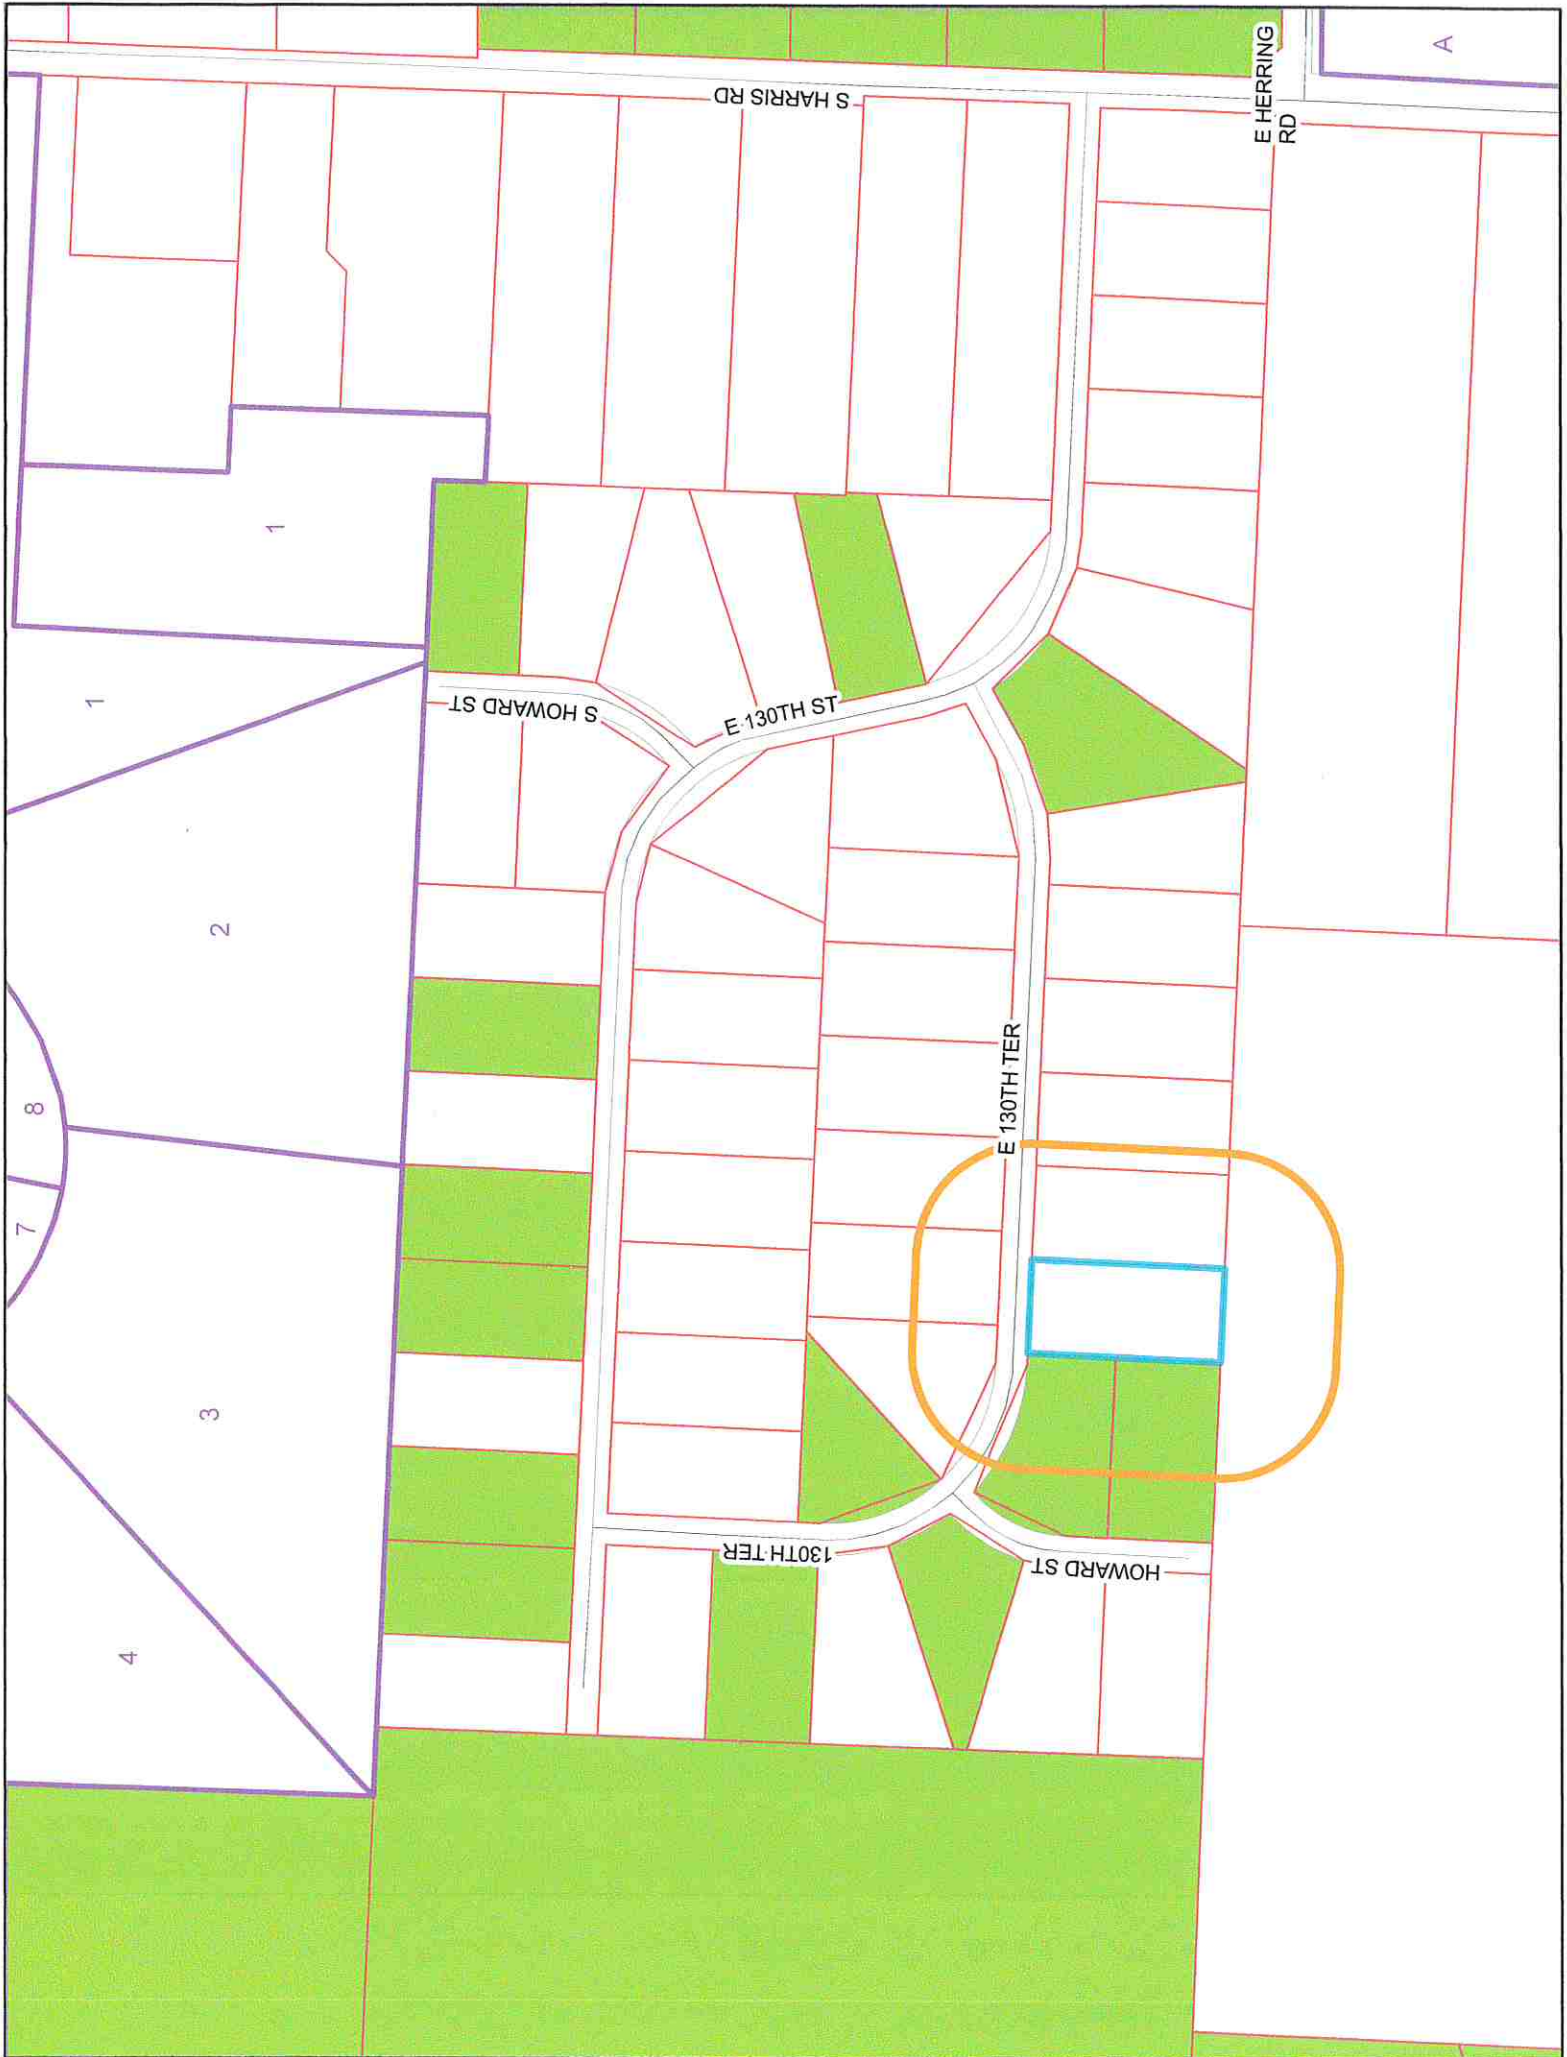 E HERRING
RD
A
S HARRIS RD
1
1
S HOWARD ST
E 130TH ST
2
8
7
E 130TH TER
3
130TH TER
HOWARD ST
4